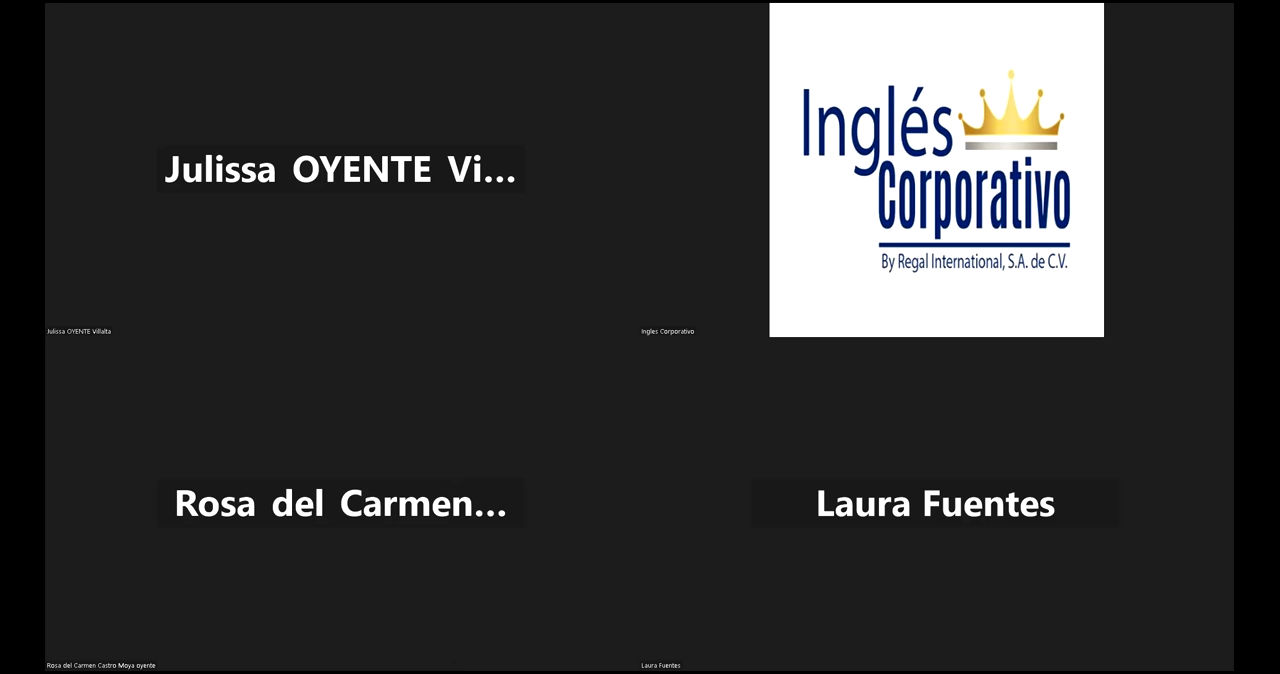 Julissa OYENTE Vi...
Julissa OYENTE Villalta
Inglés
Corporativo
By Regal International, S.A. de C.V.
Ingles Corporativo
Rosa del Carmen...
Rosa del Carmen Castro Moya oyente
Laura Fuentes
Laura Fuentes